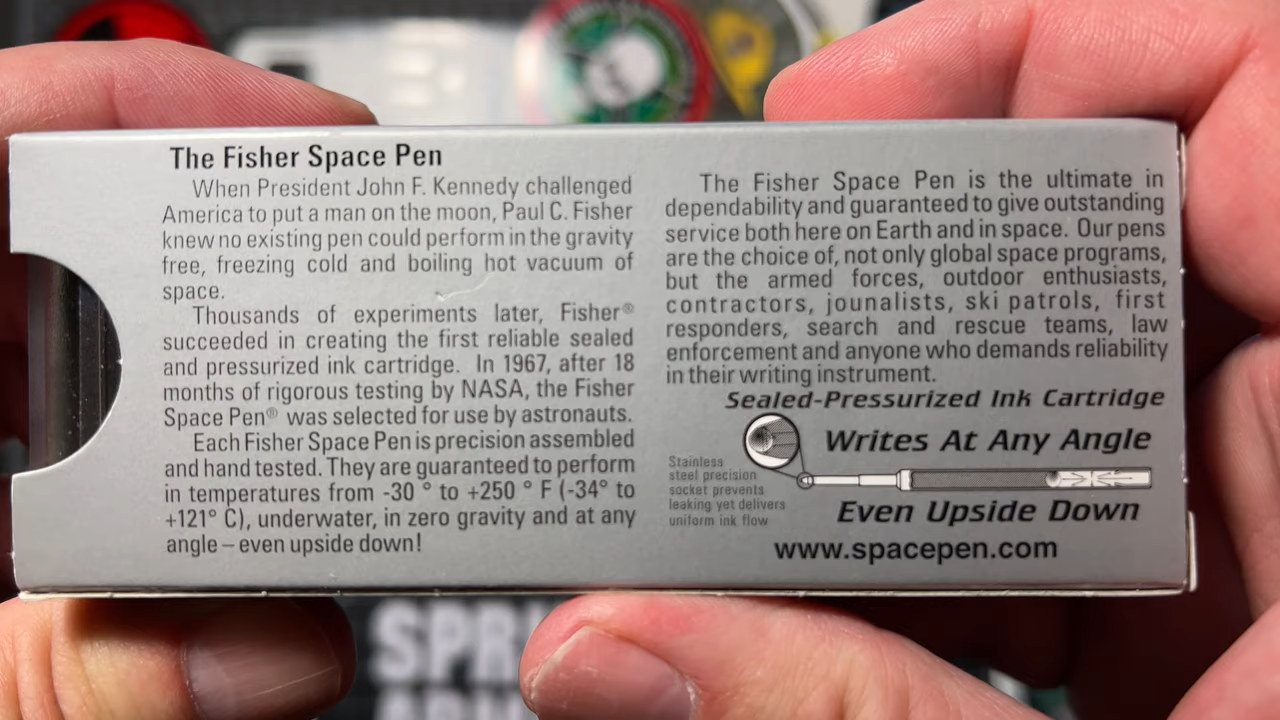 The Fisher Space Pen
When President John F. Kennedy challenged
America to put a man on the moon, Paul C. Fisher
knew no existing pen could perform in the gravity
free, freezing cold and boiling hot vacuum of
space.
Thousands of experiments later, Fisher®
succeeded in creating the first reliable sealed
and pressurized ink cartridge. In 1967, after 18
months of rigorous testing by NASA, the Fisher
Space Pen® was selected for use by astronauts.
Each Fisher Space Pen is precision assembled
and hand tested. They are guaranteed to perform
in temperatures from -30 ° to +250 ° F (-34° to
+121° C), underwater, in zero gravity and at any
angle – even upside down!
The Fisher Space Pen is the ultimate in
dependability and guaranteed to give outstanding
service both here on Earth and in space. Our pens
are the choice of, not only global space programs,
but the armed forces, outdoor enthusiasts,
contractors, jounalists, ski patrols, first
responders, search and rescue teams, law
enforcement and anyone who demands reliability
in their writing instrument.
Sealed-Pressurized Ink Cartridge
Writes At Any Angle
Stainless
steel precision
socket prevents
leaking yet delivers
uniform ink flow
Even Upside Down
www.spacepen.com